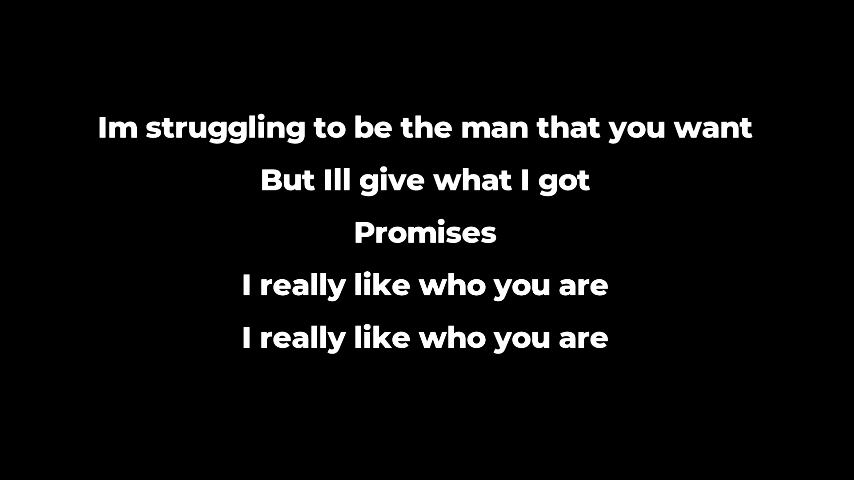 Im struggling to be the man that you want
But Ill give what I got
Promises
I really like who you are
I really like who you are